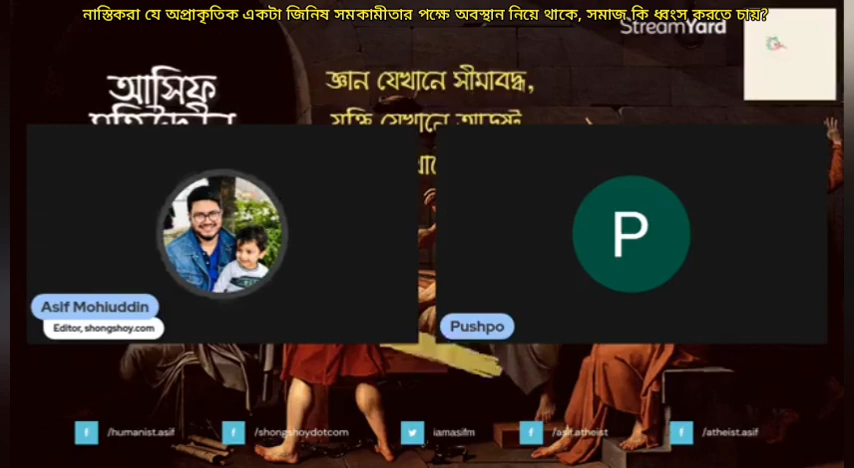 নাস্তিকরা যে অপ্রাকৃতিক একটা জিনিষ সমকামীতার পক্ষে অবস্থান নিয়ে থাকে, সমাজ কি ধ্বংস করতে চায়?
StreamYard
আসিফ
জ্ঞান যেখানে সীমাবদ্ধ,
যুক্তি যেখানে আড়ষ্ট
P
Asif Mohiuddin
Editor, shongshoy.com
Pushpo
/humanist.asif
/shongshoydotcom
iamasifm
/asif.atheist
/atheist.asif